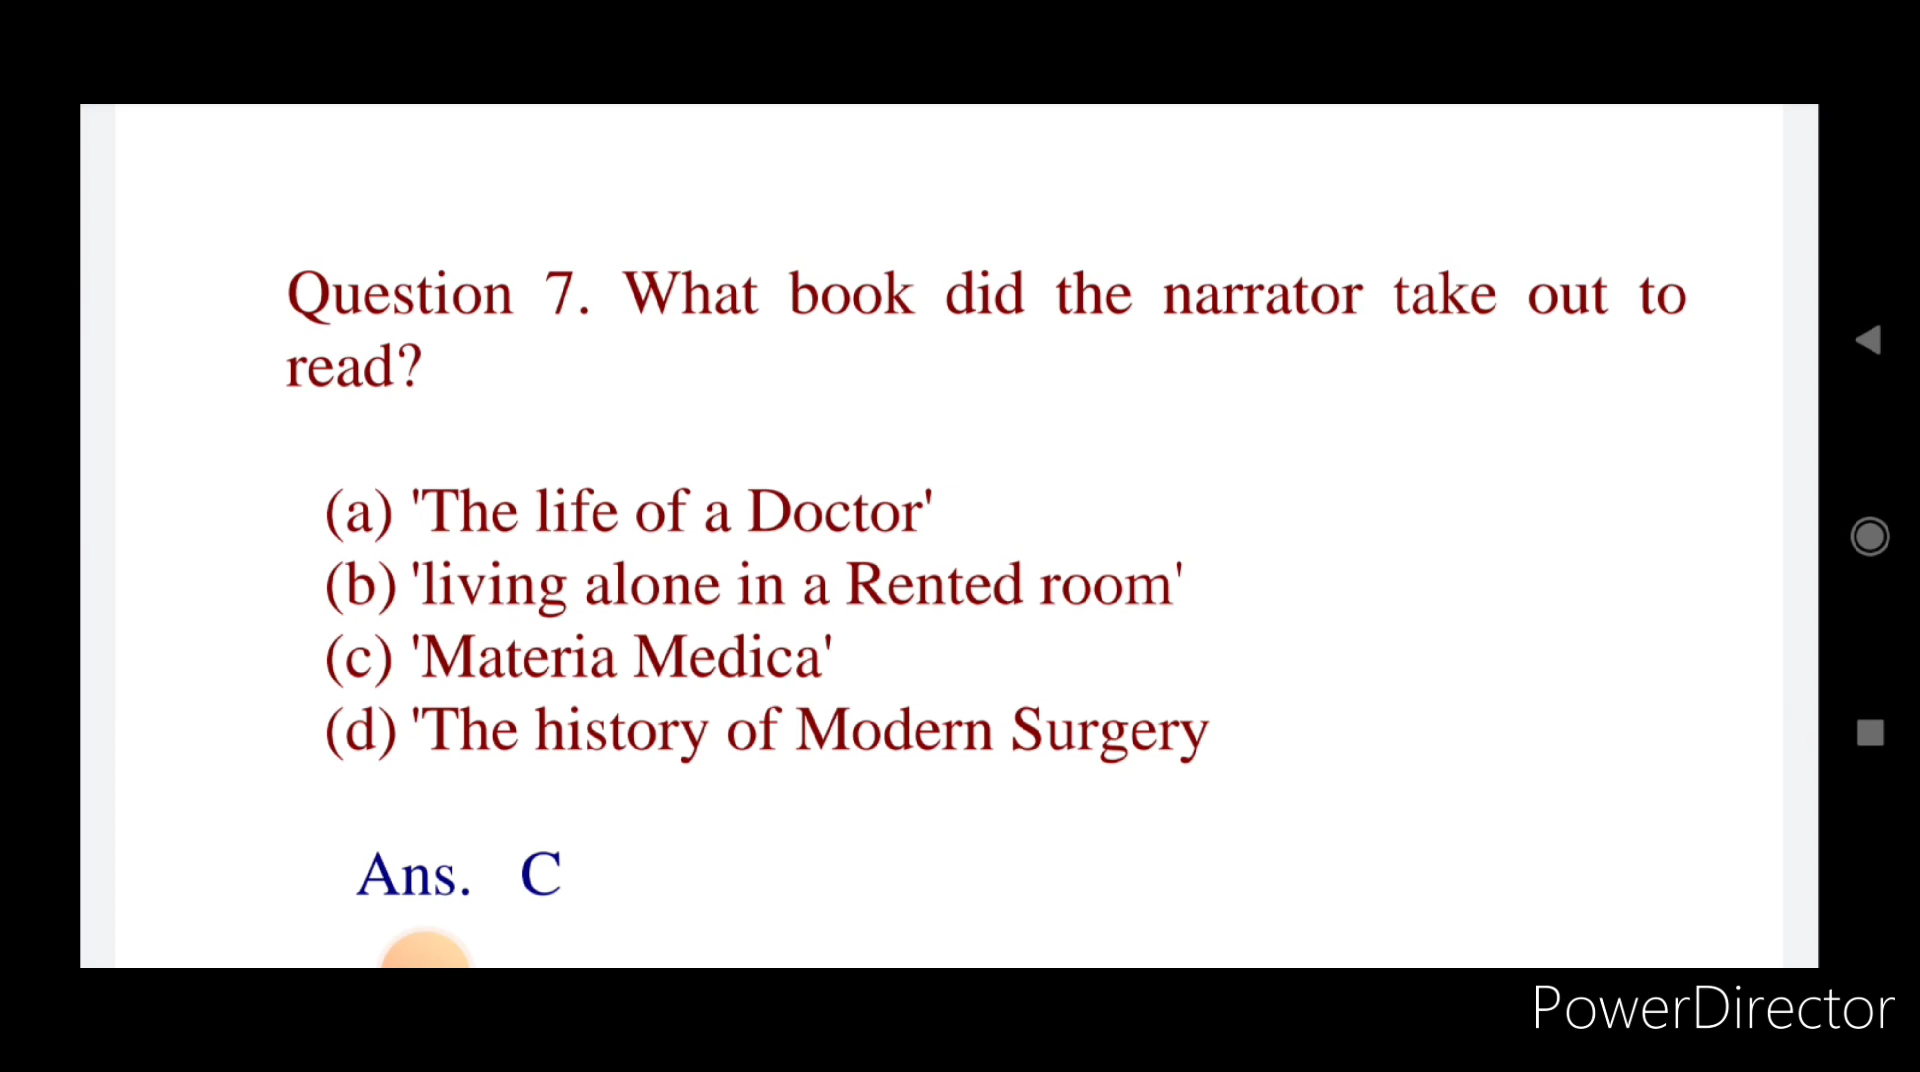 Question 7. What book did the narrator take out to
read?
(a) 'The life of a Doctor'
(b) 'living alone in a Rented room'
(c) 'Materia Medica'
(d) 'The history of Modern Surgery
Ans. C
PowerDirector